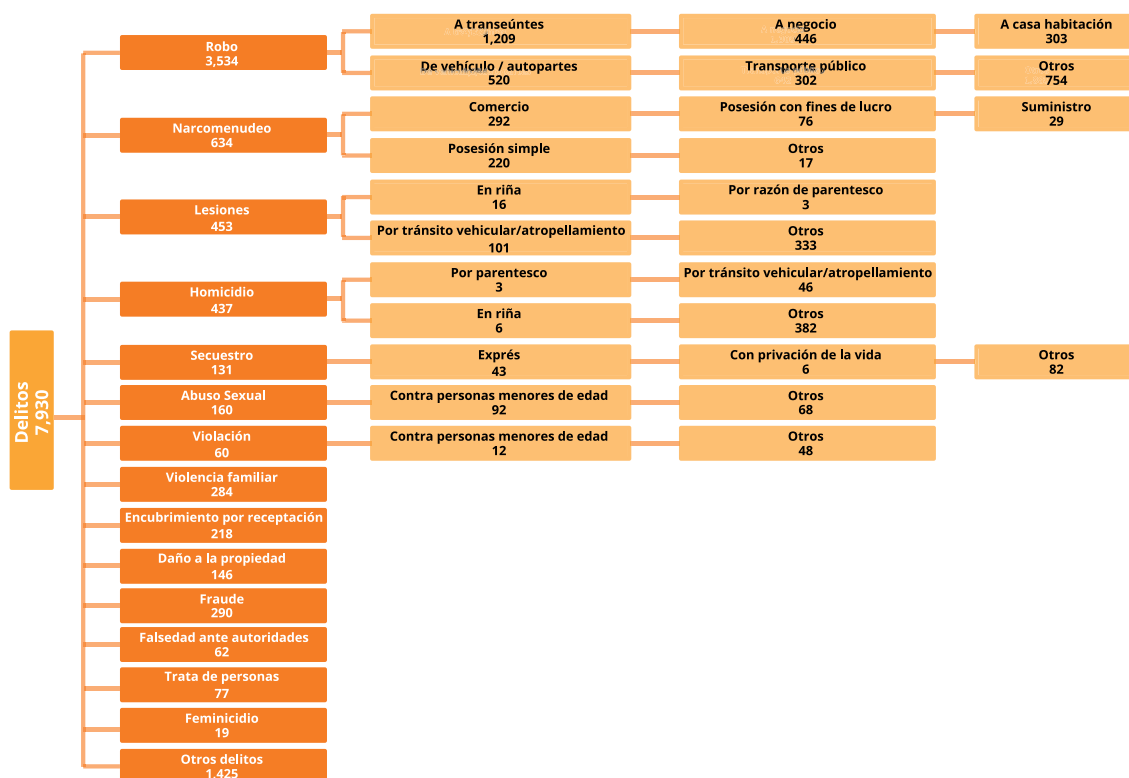 Delitos
7,930
Robo
3,534
A transeúntes
1,209
A negocio
446
A casa habitación
303
De vehículo / autopartes
520
Transporte público
302
Otros
754
Narcomenudeo
634
Comercio
292
Posesión con fines de lucro
76
Suministro
29
Posesión simple
220
Otros
17
Lesiones
453
En riña
16
Por razón de parentesco
3
Por tránsito vehicular/atropellamiento
101
Otros
333
Homicidio
437
Por parentesco
3
Por tránsito vehicular/atropellamiento
46
En riña
6
Otros
382
Secuestro
131
Exprés
43
Con privación de la vida
6
Otros
82
Abuso Sexual
160
Contra personas menores de edad
92
Otros
68
Violación
60
Contra personas menores de edad
12
Otros
48
Violencia familiar
284
Encubrimiento por receptación
218
Daño a la propiedad
146
Fraude
290
Falsedad ante autoridades
62
Trata de personas
77
Feminicidio
19
Otros delitos
1,425